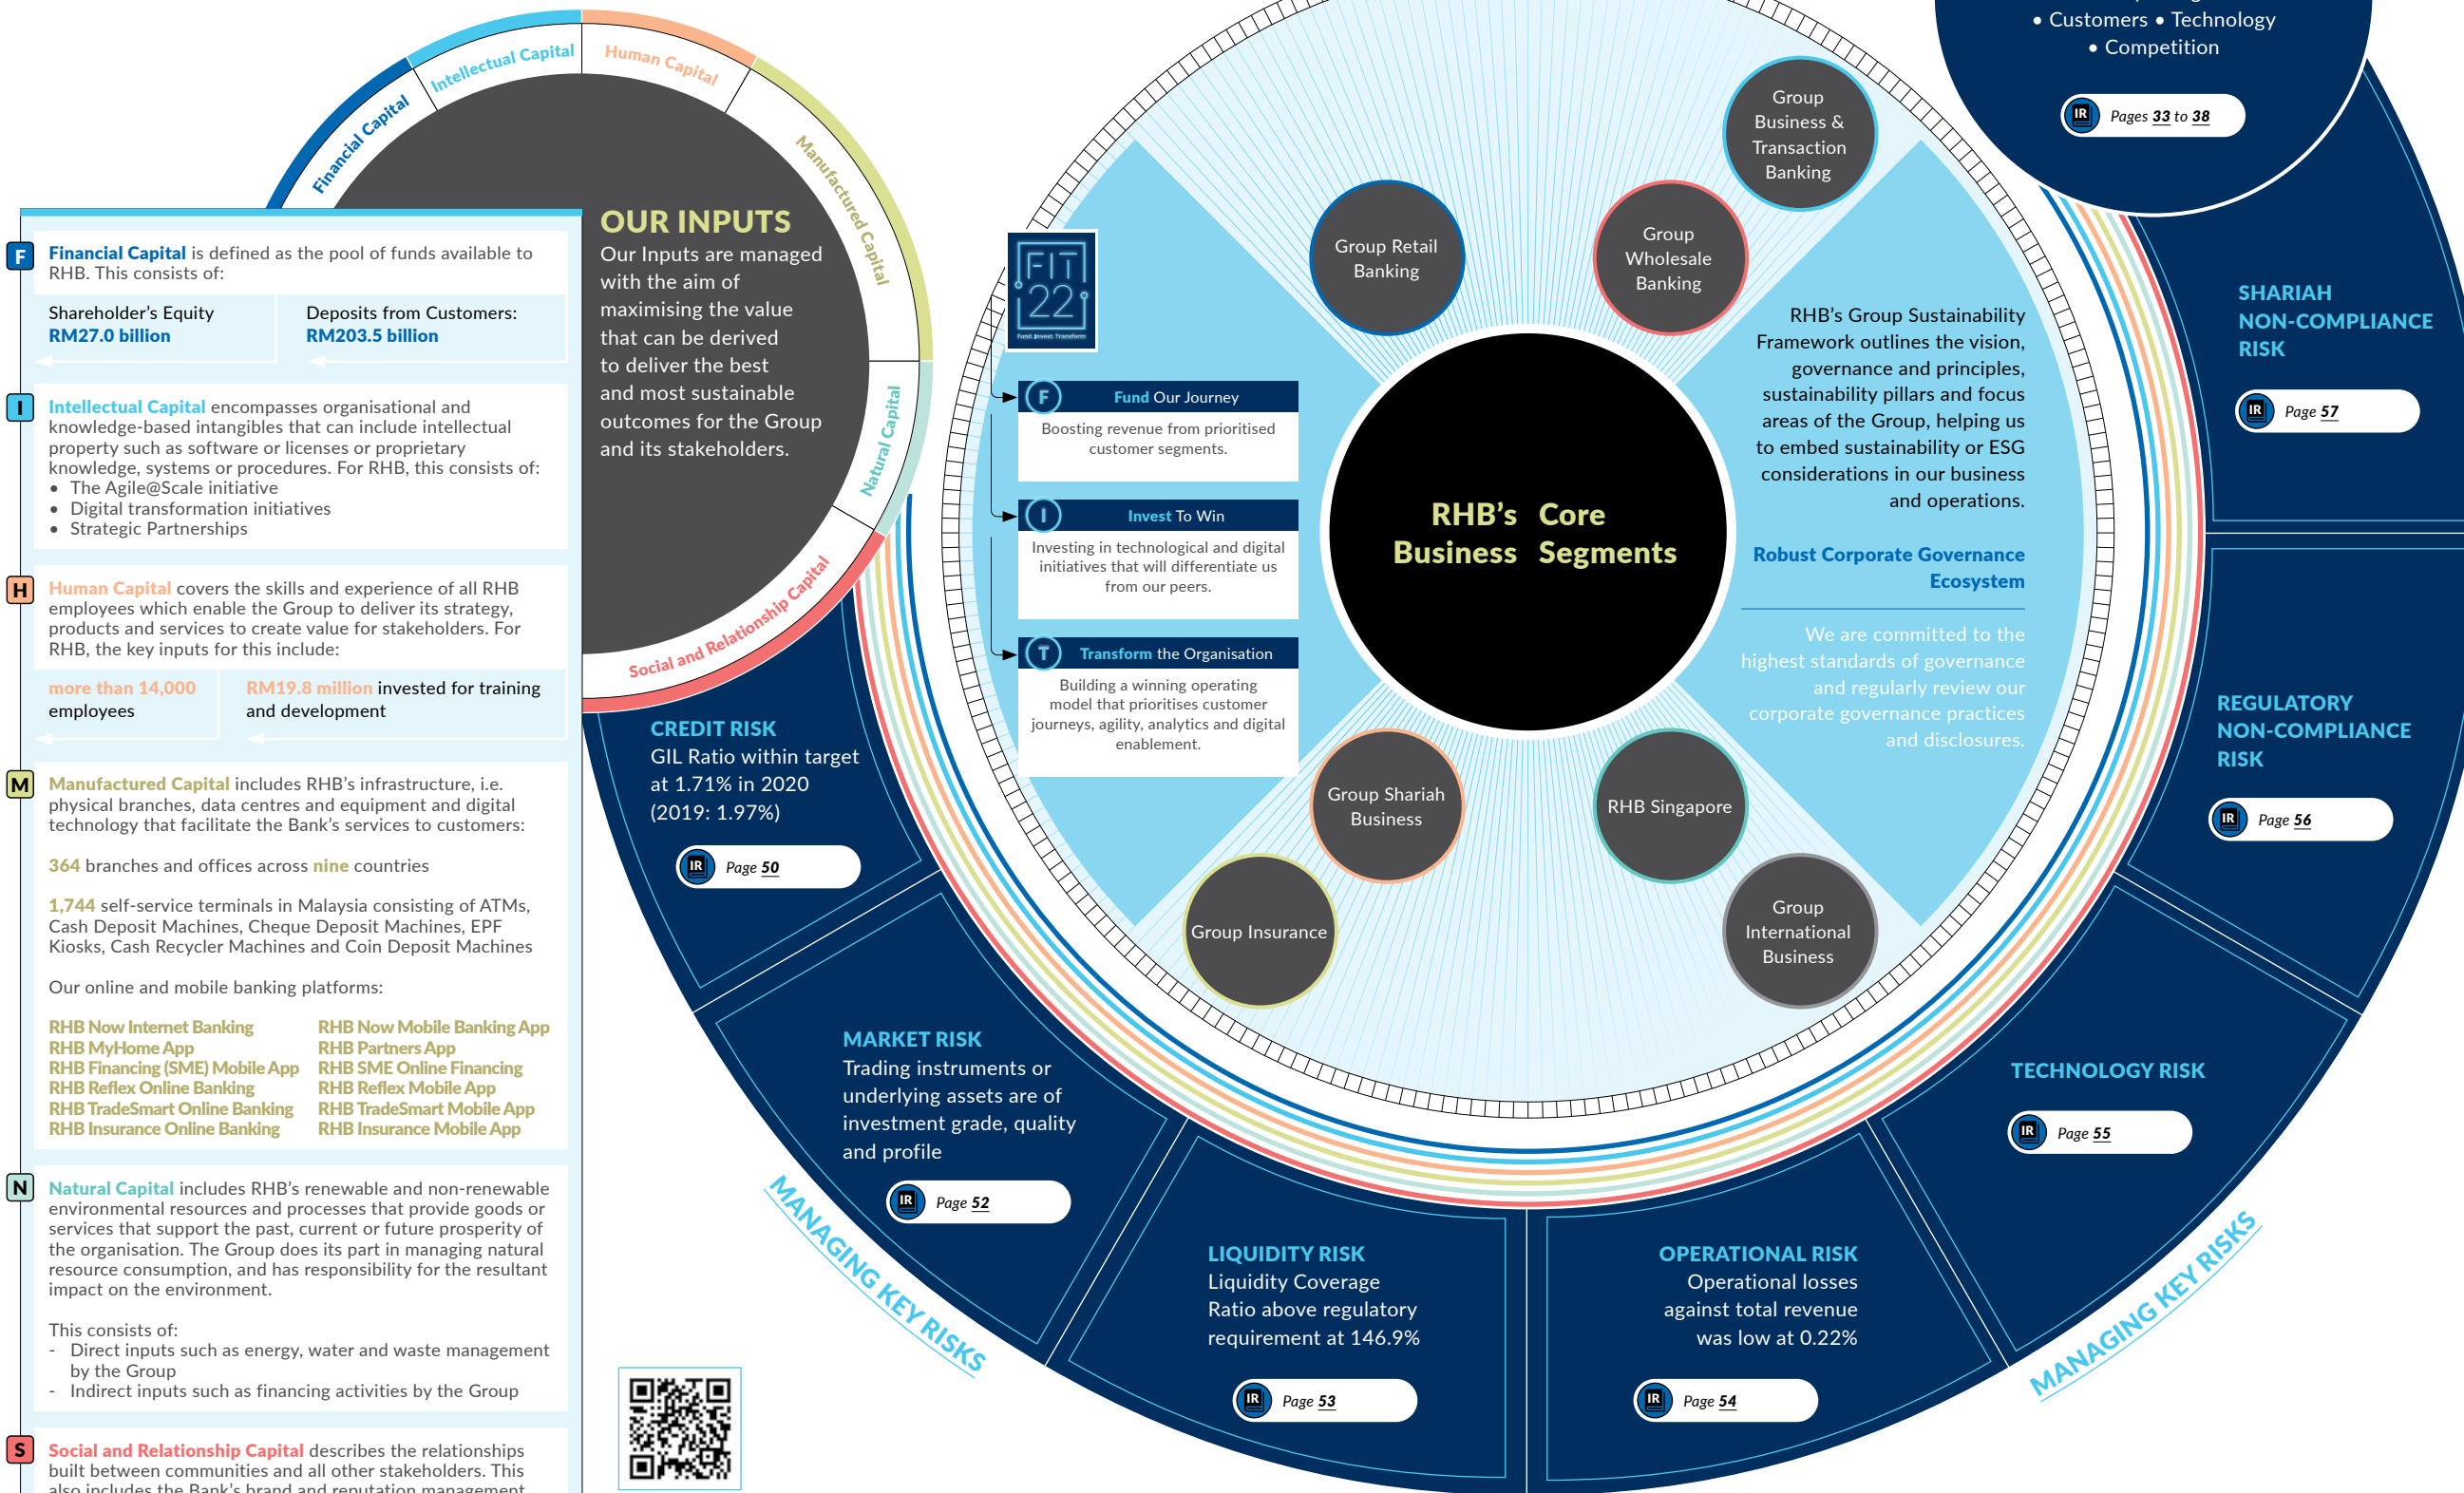 Financial Capital
Intellectual Capital
Human Capital
Manufactured Capital
Natural Capital
Social and Relationship Capital
OUR INPUTS
Our Inputs are managed
with the aim of
maximising the value
that can be derived
to deliver the best
and most sustainable
outcomes for the Group
and its stakeholders.
F
Financial Capital is defined as the pool of funds available to
RHB. This consists of:
Shareholder's Equity
RM27.0 billion
Deposits from Customers:
RM203.5 billion
I
Intellectual Capital encompasses organisational and
knowledge-based intangibles that can include intellectual
property such as software or licenses or proprietary
knowledge, systems or procedures. For RHB, this consists of:
• The Agile@Scale initiative
• Digital transformation initiatives
• Strategic Partnerships
H
Human Capital covers the skills and experience of all RHB
employees which enable the Group to deliver its strategy,
products and services to create value for stakeholders. For
RHB, the key inputs for this include:
more than 14,000
employees
RM19.8 million invested for training
and development
M
Manufactured Capital includes RHB's infrastructure, i.e.
physical branches, data centres and equipment and digital
technology that facilitate the Bank's services to customers:
364 branches and offices across nine countries
1,744 self-service terminals in Malaysia consisting of ATMs,
Cash Deposit Machines, Cheque Deposit Machines, EPF
Kiosks, Cash Recycler Machines and Coin Deposit Machines
Our online and mobile banking platforms:
RHB Now Internet Banking
RHB MyHome App
RHB Financing (SME) Mobile App
RHB Reflex Online Banking
RHB TradeSmart Online Banking
RHB Insurance Online Banking
RHB Now Mobile Banking App
RHB Partners App
RHB SME Online Financing
RHB Reflex Mobile App
RHB TradeSmart Mobile App
RHB Insurance Mobile App
N
Natural Capital includes RHB's renewable and non-renewable
environmental resources and processes that provide goods or
services that support the past, current or future prosperity of
the organisation. The Group does its part in managing natural
resource consumption, and has responsibility for the resultant
impact on the environment.
This consists of:
- Direct inputs such as energy, water and waste management
by the Group
- Indirect inputs such as financing activities by the Group
S
Social and Relationship Capital describes the relationships
built between communities and all other stakeholders. This
also includes the Bank's brand and reputation management
FIT
22
Fund. Invest. Transform
F
Fund Our Journey
Boosting revenue from prioritised
customer segments.
I
Invest To Win
Investing in technological and digital
initiatives that will differentiate us
from our peers.
T
Transform the Organisation
Building a winning operating
model that prioritises customer
journeys, agility, analytics and digital
enablement.
Group Retail
Banking
Group
Wholesale
Banking
Group
Business &
Transaction
Banking
RHB's Core
Business Segments
Group Shariah
Business
Group Insurance
RHB Singapore
Group
International
Business
RHB's Group Sustainability
Framework outlines the vision,
governance and principles,
sustainability pillars and focus
areas of the Group, helping us
to embed sustainability or ESG
considerations in our business
and operations.
Robust Corporate Governance
Ecosystem
We are committed to the
highest standards of governance
and regularly review our
corporate governance practices
and disclosures.
• Customers • Technology
• Competition
IR
Pages 33 to 38
SHARIAH
NON-COMPLIANCE
RISK
IR
Page 57
REGULATORY
NON-COMPLIANCE
RISK
IR
Page 56
TECHNOLOGY RISK
IR
Page 55
OPERATIONAL RISK
Operational losses
against total revenue
was low at 0.22%
IR
Page 54
LIQUIDITY RISK
Liquidity Coverage
Ratio above regulatory
requirement at 146.9%
IR
Page 53
MARKET RISK
Trading instruments or
underlying assets are of
investment grade, quality
and profile
IR
Page 52
CREDIT RISK
GIL Ratio within target
at 1.71% in 2020
(2019: 1.97%)
IR
Page 50
MANAGING KEY RISKS
MANAGING KEY RISKS